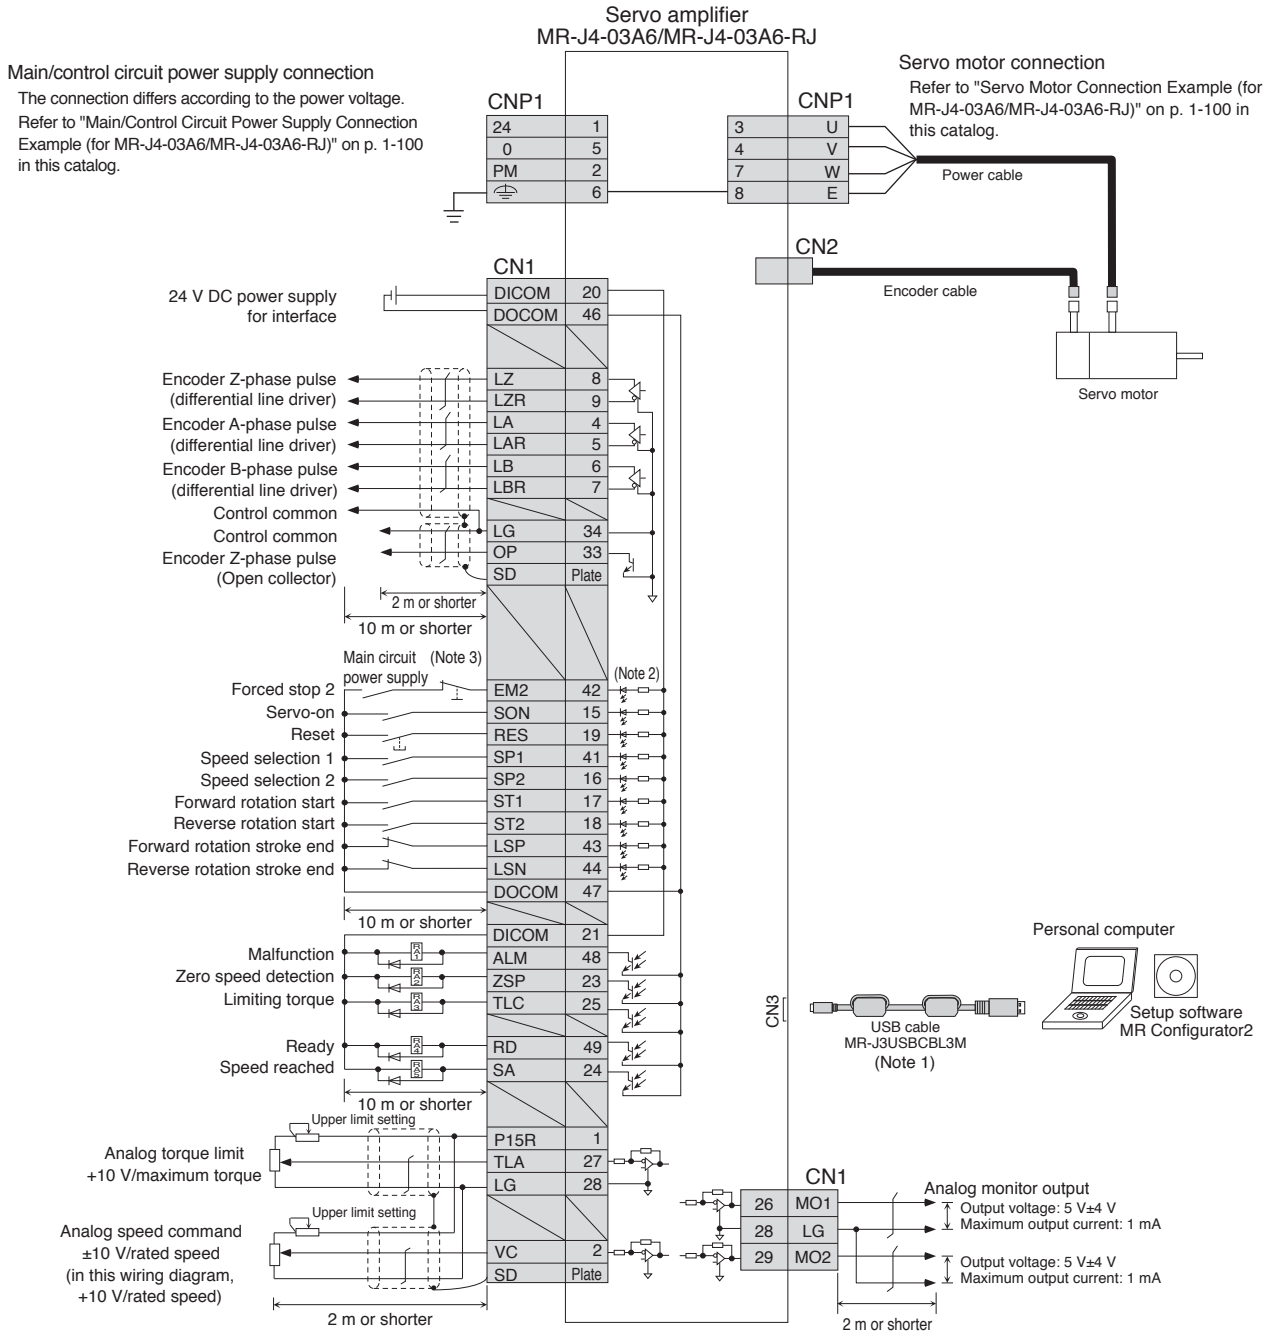 Servo amplifier
MR-J4-03A6/MR-J4-03A6-RJ
Main/control circuit power supply connection
The connection differs according to the power voltage.
Refer to "Main/Control Circuit Power Supply Connection
Example (for MR-J4-03A6/MR-J4-03A6-RJ)" on p. 1-100
in this catalog.
Servo motor connection
Refer to "Servo Motor Connection Example (for
MR-J4-03A6/MR-J4-03A6-RJ)" on p. 1-100 in
this catalog.
CNP1
24 1
0 5
PM 2
6
CNP1
3 U
4 V
7 W
8 E
Power cable
CN2
Encoder cable
Servo motor
CN1
24 V DC power supply
for interface
DICOM 20
DOCOM 46
Encoder Z-phase pulse
(differential line driver)
LZ 8
LZR 9
Encoder A-phase pulse
(differential line driver)
LA 4
LAR 5
Encoder B-phase pulse
(differential line driver)
LB 6
LBR 7
Control common
Control common
LG 34
Encoder Z-phase pulse
(Open collector)
OP 33
SD Plate
2 m or shorter
10 m or shorter
Main circuit
power supply
(Note 3)
(Note 2)
Forced stop 2 EM2 42
Servo-on SON 15
Reset RES 19
Speed selection 1 SP1 41
Speed selection 2 SP2 16
Forward rotation start ST1 17
Reverse rotation start ST2 18
Forward rotation stroke end LSP 43
Reverse rotation stroke end LSN 44
DOCOM 47
10 m or shorter
DICOM 21
Malfunction RA1 ALM 48
Zero speed detection RA2 ZSP 23
Limiting torque RA3 TLC 25
Ready RA4 RD 49
Speed reached RA5 SA 24
10 m or shorter
Upper limit setting
Analog torque limit
+10 V/maximum torque
P15R 1
TLA 27
LG 28
Upper limit setting
Analog speed command
±10 V/rated speed
(in this wiring diagram,
+10 V/rated speed)
VC 2
SD Plate
2 m or shorter
CN3
USB cable
MR-J3USBCBL3M
(Note 1)
Personal computer
Setup software
MR Configurator2
CN1
26 MO1
28 LG
29 MO2
Analog monitor output
Output voltage: 5 V±4 V
Maximum output current: 1 mA
Output voltage: 5 V±4 V
Maximum output current: 1 mA
2 m or shorter